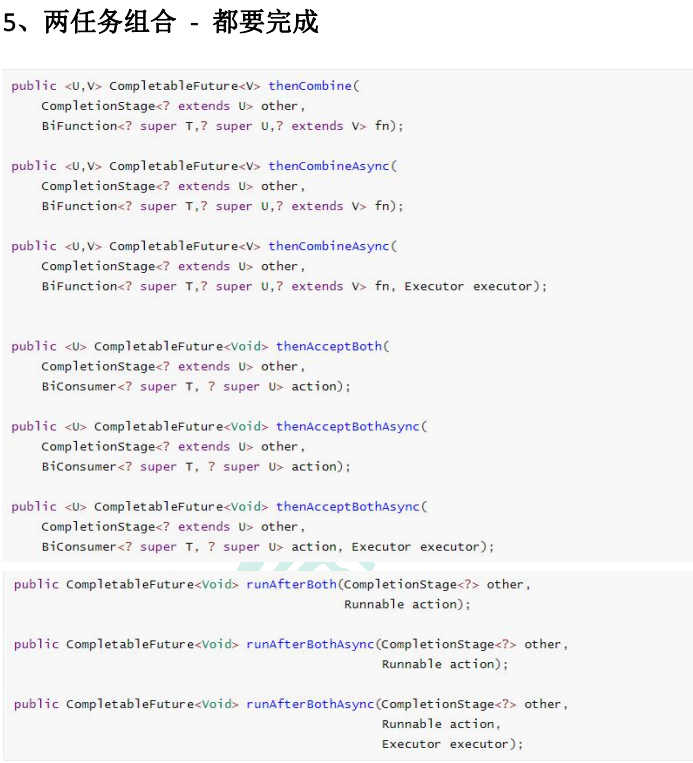 5、两任务组合 - 都要完成
public <U,V> CompletableFuture<V> thenCombine(
CompletionStage<? extends U> other,
BiFunction<? super T,? super U,? extends V> fn);
public <U,V> CompletableFuture<V> thenCombineAsync(
CompletionStage<? extends U> other,
BiFunction<? super T,? super U,? extends V> fn);
public <U,V> CompletableFuture<V> thenCombineAsync(
CompletionStage<? extends U> other,
BiFunction<? super T,? super U,? extends V> fn, Executor executor);
public <U> CompletableFuture<Void> thenAcceptBoth(
CompletionStage<? extends U> other,
BiConsumer<? super T, ? super U> action);
public <U> CompletableFuture<Void> thenAcceptBothAsync(
CompletionStage<? extends U> other,
BiConsumer<? super T, ? super U> action);
public <U> CompletableFuture<Void> thenAcceptBothAsync(
CompletionStage<? extends U> other,
BiConsumer<? super T, ? super U> action, Executor executor);
public CompletableFuture<Void> runAfterBoth(CompletionStage<?> other,
Runnable action);
public CompletableFuture<Void> runAfterBothAsync(CompletionStage<?> other,
Runnable action);
public CompletableFuture<Void> runAfterBothAsync(CompletionStage<?> other,
Runnable action,
Executor executor);